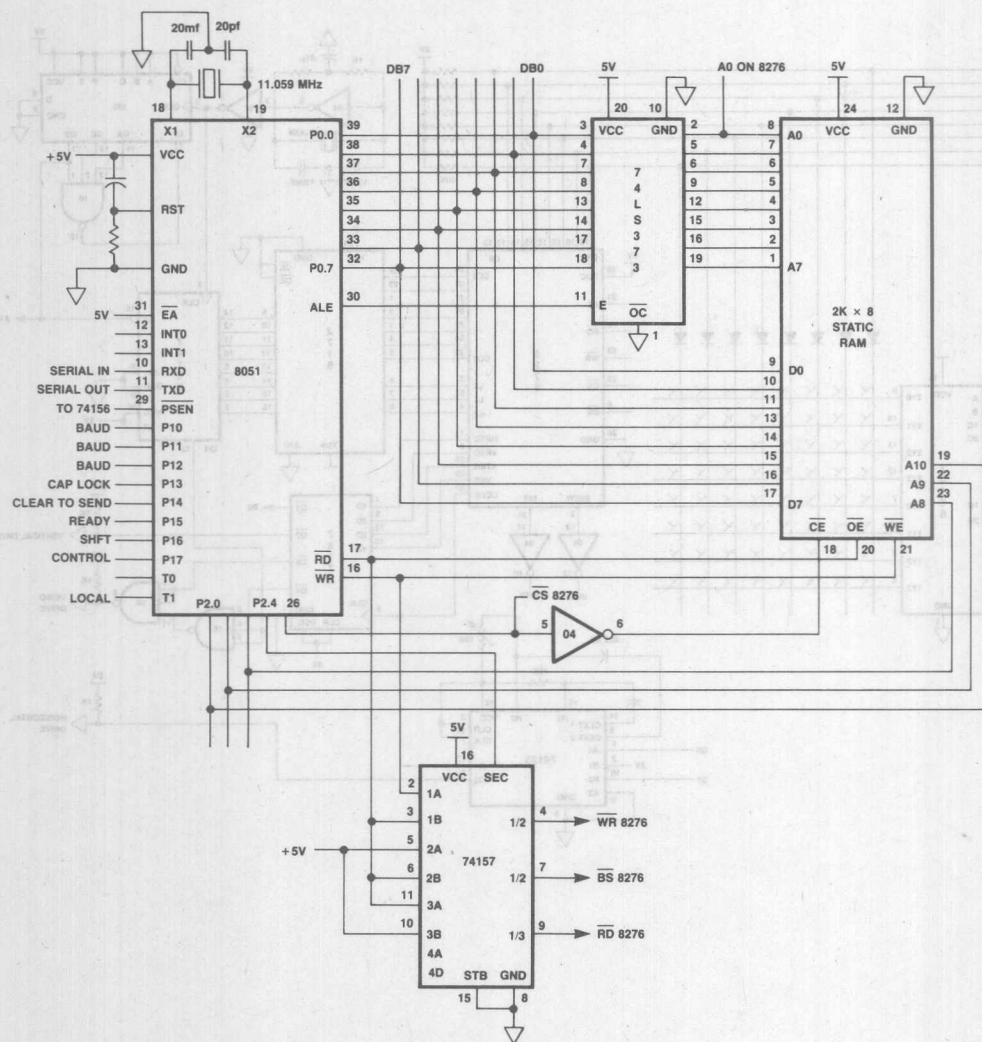 20mf 20pf
11.059 MHz
18 19
X1 X2
+5V
VCC
RST
GND
31 EA
5V
12 INT0
13 INT1
SERIAL IN 10 RXD
SERIAL OUT 11 TXD
TO 74156 29 PSEN
BAUD P10
BAUD P11
BAUD P12
CAP LOCK P13
CLEAR TO SEND P14
READY P15
SHFT P16
CONTROL P17
T0
LOCAL T1
8051
P0.0 39
38
37
36
35
34
33
P0.7 32
ALE 30
RD 17
WR 16
P2.0 P2.4 26
DB7 DB0
5V
20 10
VCC GND
3 2
4 5
7 6
8 9
13 12
14 15
17 16
18 19
11 E
OC
1
7
4
L
S
3
7
3
A0 ON 8276
5V
24 12
VCC GND
8 A0
7
6
5
4
3
2
1 A7
2K × 8
STATIC
RAM
9 D0
10
11
13
14
15
16
17 D7
A10 19
A9 22
A8 23
CE OE WE
18 20 21
CS 8276
5 04 6
5V
16
VCC SEC
2 1A
3 1B
5 2A
+5V
6 2B
11 3A
10 3B
4A
4D
74157
1/2 4 WR 8276
1/2 7 BS 8276
1/3 9 RD 8276
STB GND
15 8